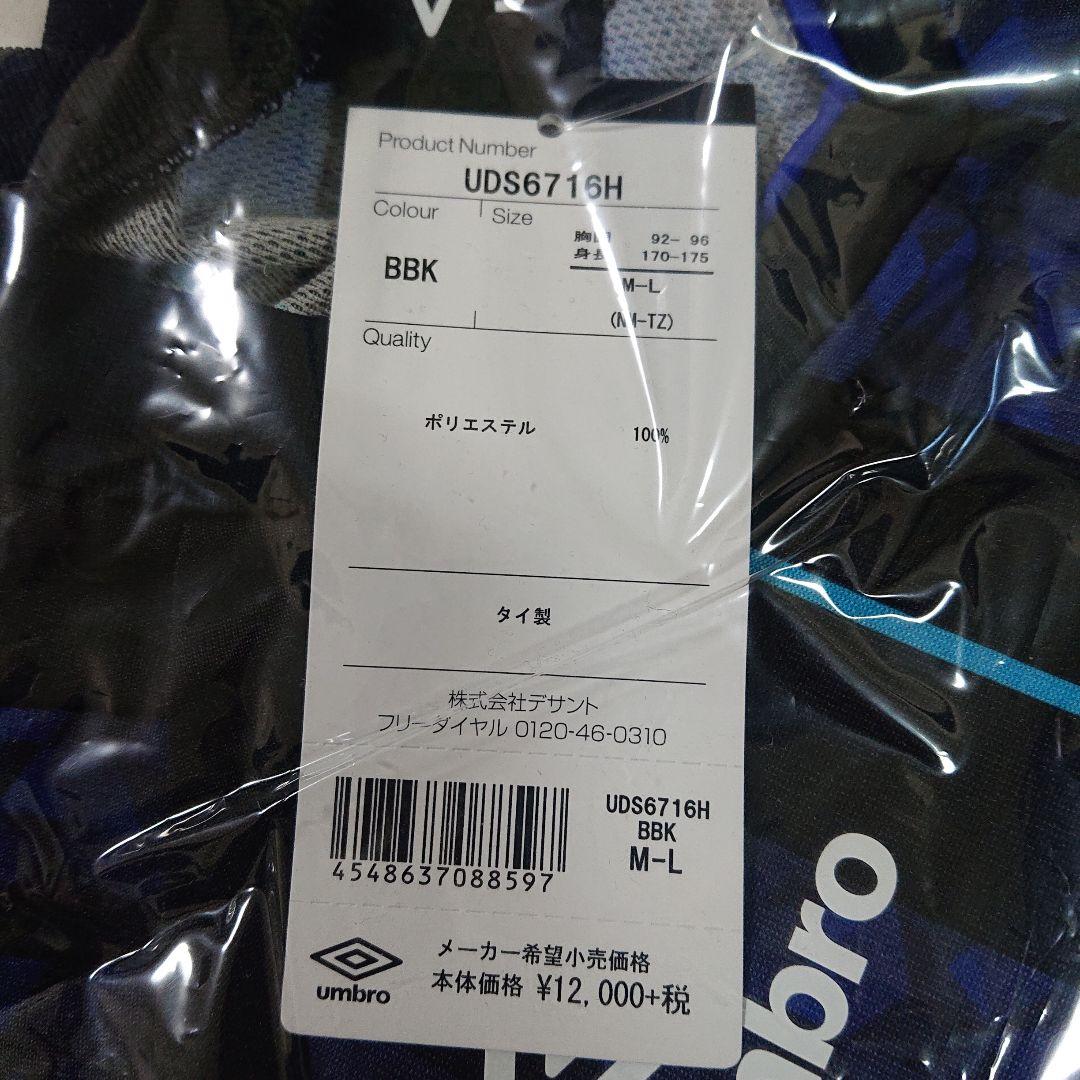 Product Number
UDS6716H
Colour Size
胸囲 92- 96
身長 170-175
BBK
M-L
Quality
ポリエステル 100%
タイ製
株式会社デサント
フリーダイヤル 0120-46-0310
UDS6716H
BBK
M-L
4548637088597
umbro
メーカー希望小売価格
本体価格 ¥12,000+税